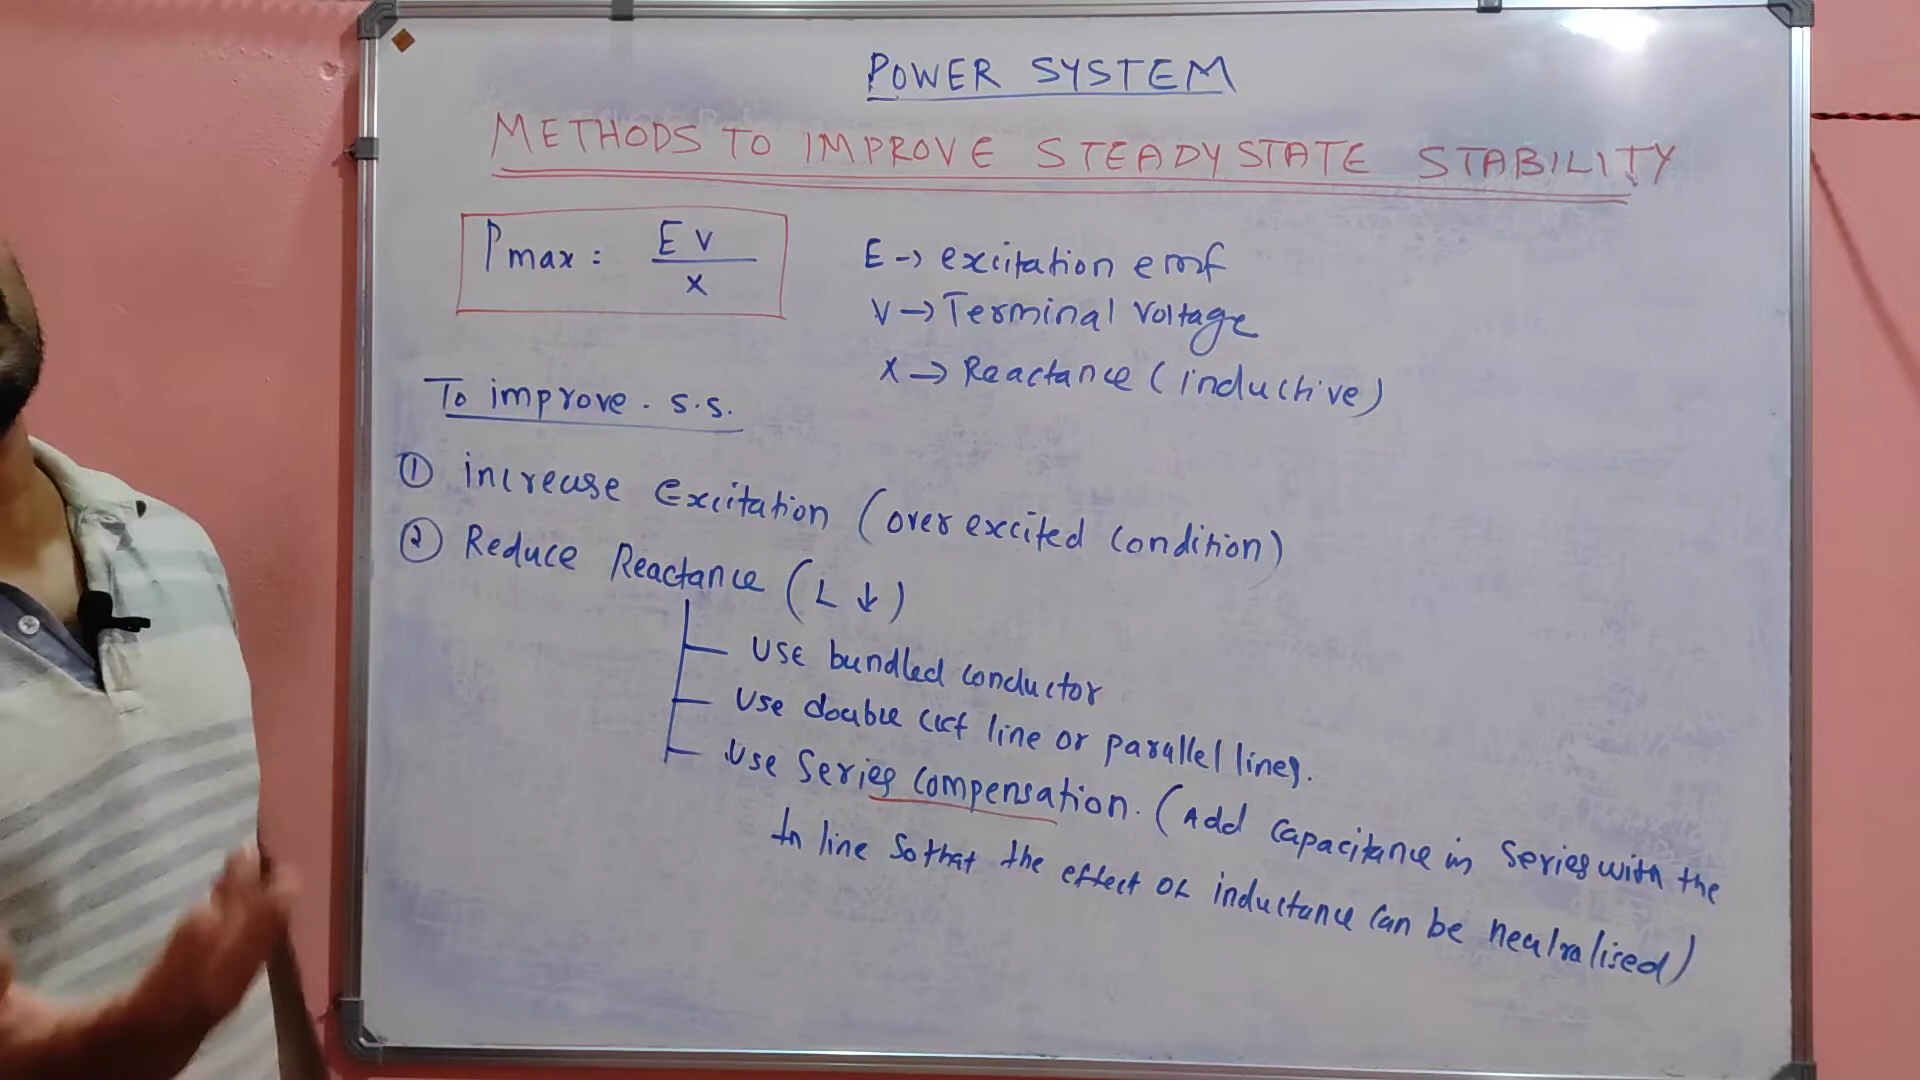 POWER SYSTEM
METHODS TO IMPROVE STEADY STATE STABILITY
Pmax = EV/x
E → excitation emf
V → Terminal Voltage
X → Reactance (inductive)
To improve . s.s.
① increase Excitation (over excited condition)
② Reduce Reactance (L ↓)
use bundled conductor
use double ckt line or parallel lines.
use Series compensation. (Add capacitance in series with the
tn line so that the effect of inductance can be neutralised)